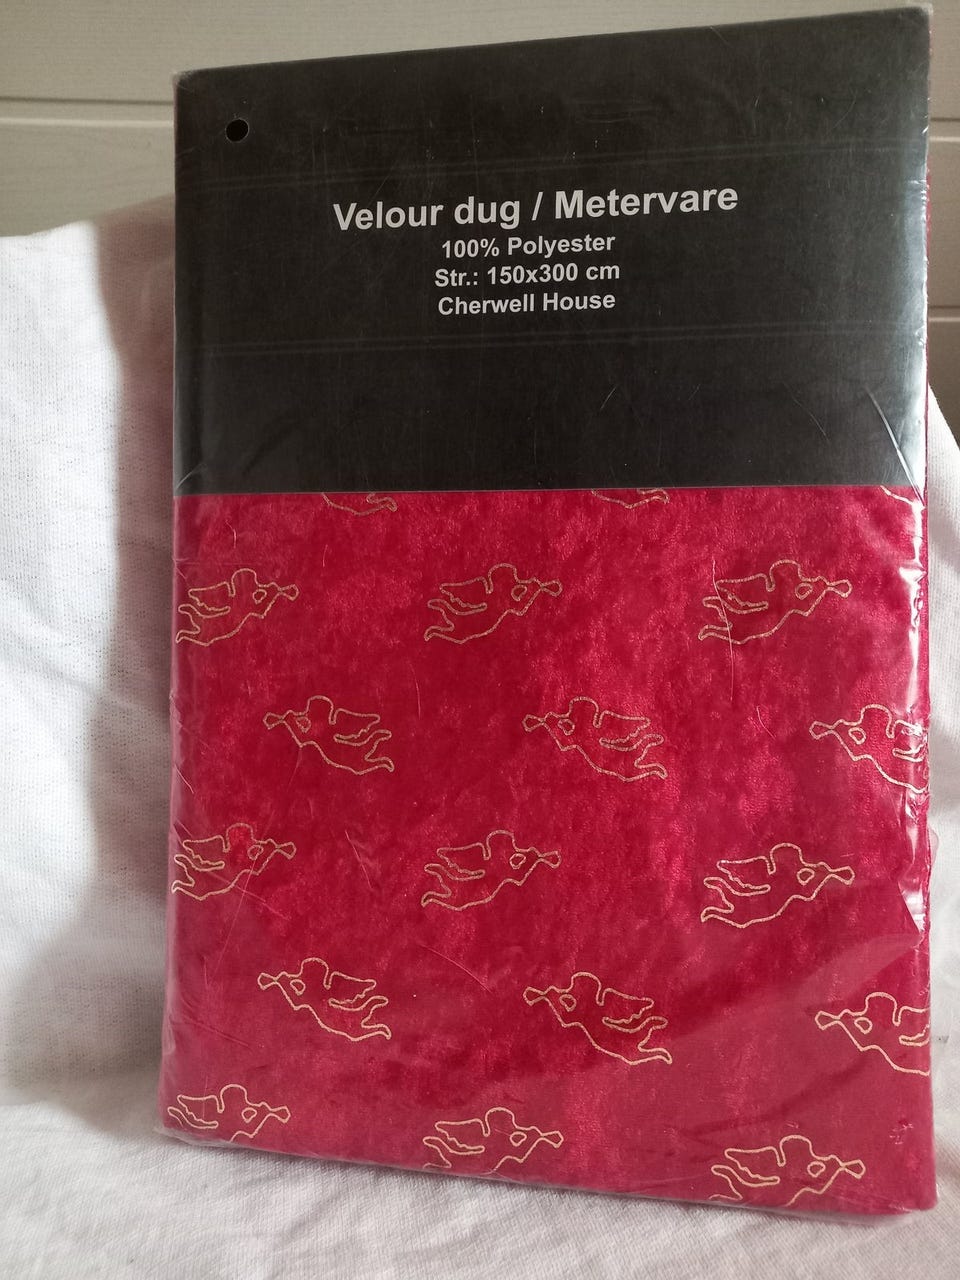 Velour dug / Metervare
100% Polyester
Str.: 150x300 cm
Cherwell House